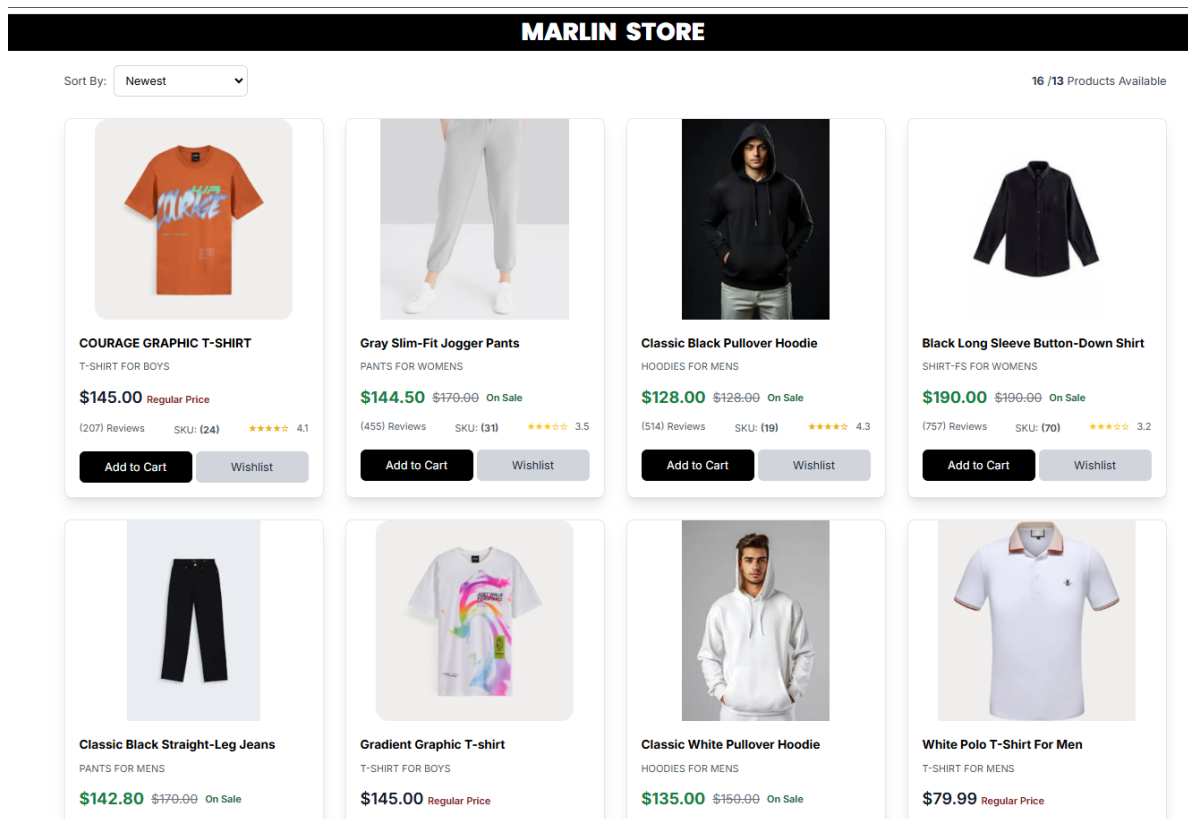 MARLIN STORE
Sort By: Newest
16 /13 Products Available
COURAGE GRAPHIC T-SHIRT
T-SHIRT FOR BOYS
$145.00 Regular Price
(207) Reviews SKU: (24) ★★★★☆ 4.1
Add to Cart Wishlist
Gray Slim-Fit Jogger Pants
PANTS FOR WOMENS
$144.50 $170.00 On Sale
(455) Reviews SKU: (31) ★★★☆☆ 3.5
Add to Cart Wishlist
Classic Black Pullover Hoodie
HOODIES FOR MENS
$128.00 $128.00 On Sale
(514) Reviews SKU: (19) ★★★★☆ 4.3
Add to Cart Wishlist
Black Long Sleeve Button-Down Shirt
SHIRT-FS FOR WOMENS
$190.00 $190.00 On Sale
(757) Reviews SKU: (70) ★★★☆☆ 3.2
Add to Cart Wishlist
COURAGE
Classic Black Straight-Leg Jeans
PANTS FOR MENS
$142.80 $170.00 On Sale
Gradient Graphic T-shirt
T-SHIRT FOR BOYS
$145.00 Regular Price
Classic White Pullover Hoodie
HOODIES FOR MENS
$135.00 $150.00 On Sale
White Polo T-Shirt For Men
T-SHIRT FOR MENS
$79.99 Regular Price